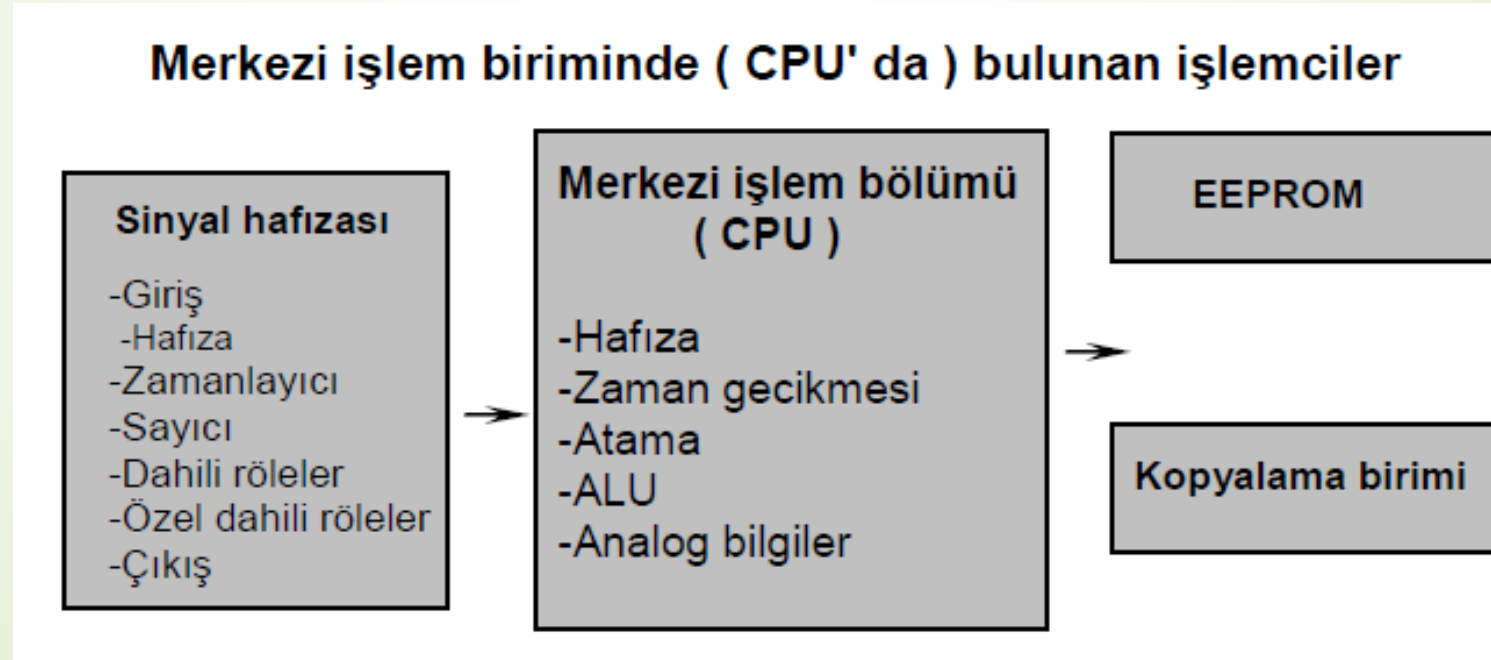 Merkezi işlem biriminde ( CPU' da ) bulunan işlemciler
Sinyal hafızası
-Giriş
-Hafıza
-Zamanlayıcı
-Sayıcı
-Dahili röleler
-Özel dahili röleler
-Çıkış
Merkezi işlem bölümü
( CPU )
-Hafıza
-Zaman gecikmesi
-Atama
-ALU
-Analog bilgiler
EEPROM
Kopyalama birimi